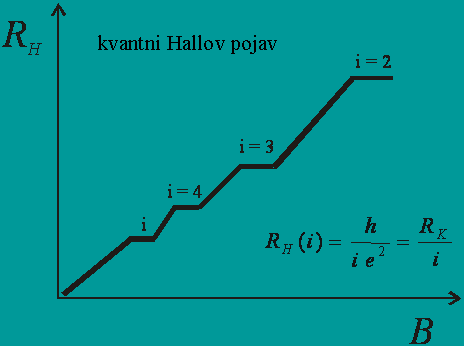 R_H
kvantni Hallov pojav
i = 2
i = 3
i = 4
i
R_H (i) = h / (i e^2) = R_K / i
B